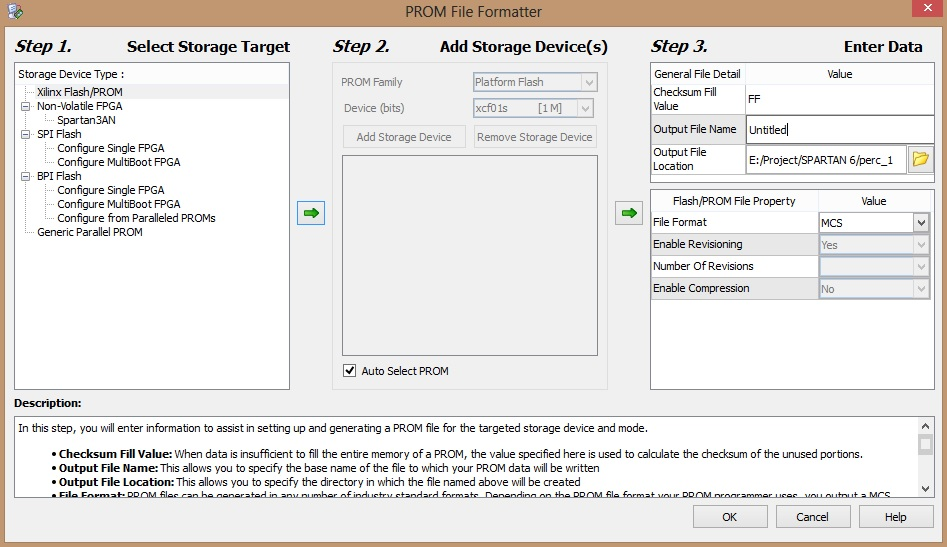 PROM File Formatter
Step 1. Select Storage Target
Storage Device Type :
Xilinx Flash/PROM
Non-Volatile FPGA
Spartan3AN
SPI Flash
Configure Single FPGA
Configure MultiBoot FPGA
BPI Flash
Configure Single FPGA
Configure MultiBoot FPGA
Configure from Paralleled PROMs
Generic Parallel PROM
Step 2. Add Storage Device(s)
PROM Family Platform Flash
Device (bits) xcf01s [1 M]
Add Storage Device Remove Storage Device
Auto Select PROM
Step 3. Enter Data
General File Detail Value
Checksum Fill
Value FF
Output File Name Untitled
Output File
Location E:/Project/SPARTAN 6/perc_1
Flash/PROM File Property Value
File Format MCS
Enable Revisioning Yes
Number Of Revisions
Enable Compression No
Description:
In this step, you will enter information to assist in setting up and generating a PROM file for the targeted storage device and mode.
• Checksum Fill Value: When data is insufficient to fill the entire memory of a PROM, the value specified here is used to calculate the checksum of the unused portions.
• Output File Name: This allows you to specify the base name of the file to which your PROM data will be written
• Output File Location: This allows you to specify the directory in which the file named above will be created
• File Format: PROM files can be generated in any number of industry standard formats. Depending on the PROM file format your PROM programmer uses, you output a MCS
OK Cancel Help